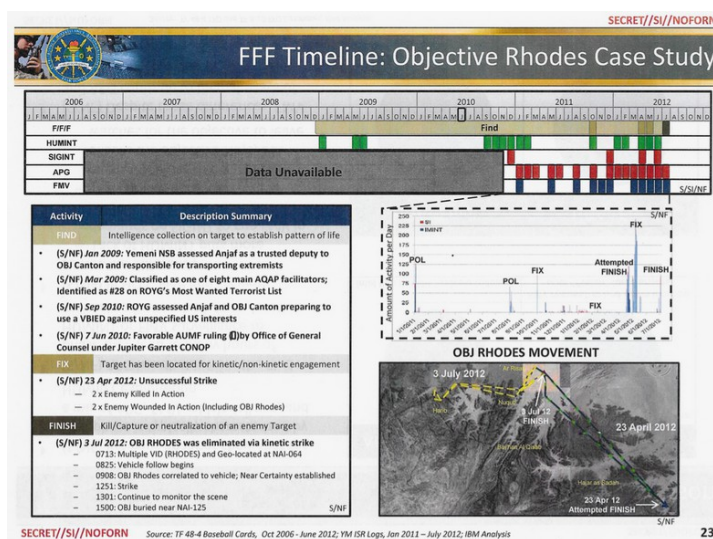 SECRET//SI//NOFORN
FFF Timeline: Objective Rhodes Case Study
2006 2007 2008 2009 2010 2011 2012
F/F/F Find
HUMINT
SIGINT
APG Data Unavailable
FMV
S/SI/NF
Activity Description Summary
FIND Intelligence collection on target to establish pattern of life
• (S/NF) Jan 2009: Yemeni NSB assessed Anjaf as a trusted deputy to
OBJ Canton and responsible for transporting extremists
• (S/NF) Mar 2009: Classified as one of eight main AQAP facilitators;
Identified as #28 on ROYG's Most Wanted Terrorist List
• (S/NF) Sep 2010: ROYG assessed Anjaf and OBJ Canton preparing to
use a VBIED against unspecified US interests
• (S/NF) 7 Jun 2010: Favorable AUMF ruling by Office of General
Counsel under Jupiter Garrett CONOP
FIX Target has been located for kinetic/non-kinetic engagement
• (S/NF) 23 Apr 2012: Unsuccessful Strike
— 2 x Enemy Killed In Action
— 2 x Enemy Wounded In Action (Including OBJ Rhodes)
FINISH Kill/Capture or neutralization of an enemy Target
• (S/NF) 3 Jul 2012: OBJ RHODES was eliminated via kinetic strike
– 0713: Multiple VID (RHODES) and Geo-located at NAI-064
– 0825: Vehicle follow begins
– 0908: OBJ Rhodes correlated to vehicle; Near Certainty established
– 1251: Strike
– 1301: Continue to monitor the scene
– 1500: OBJ buried near NAI-125
S/NF
S/NF
Amount of Activity per Day
250
225
200
175
150
125
100
75
50
25
0
SI
IMINT
POL
POL
FIX
FIX
Attempted
FINISH
FIX
FINISH
OBJ RHODES MOVEMENT
3 July 2012
3 Jul 12
FINISH
23 April 2012
23 Apr 12
Attempted FINISH
S/NF
SECRET//SI//NOFORN
Source: TF 48-4 Baseball Cards, Oct 2006 - June 2012; YM ISR Logs, Jan 2011 – July 2012; IBM Analysis
23